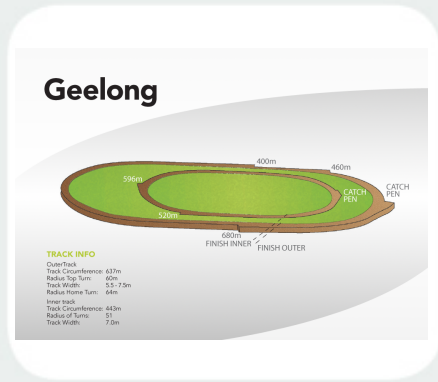 Geelong
400m
460m
596m
CATCH
PEN
CATCH
PEN
520m
680m
FINISH INNER
FINISH OUTER
TRACK INFO
OuterTrack
Track Circumference: 637m
Radius Top Turn: 60m
Track Width: 5.5 - 7.5m
Radius Home Turn: 64m
Inner track
Track Circumference: 443m
Radius of Turns: 51
Track Width: 7.0m